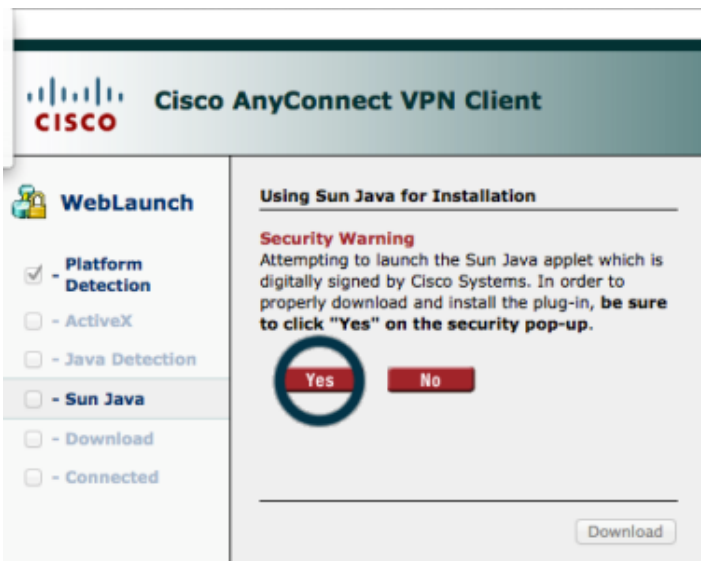 CISCO
Cisco AnyConnect VPN Client
WebLaunch
- Platform
Detection
- ActiveX
- Java Detection
- Sun Java
- Download
- Connected
Using Sun Java for Installation
Security Warning
Attempting to launch the Sun Java applet which is
digitally signed by Cisco Systems. In order to
properly download and install the plug-in, be sure
to click "Yes" on the security pop-up.
Yes No
Download